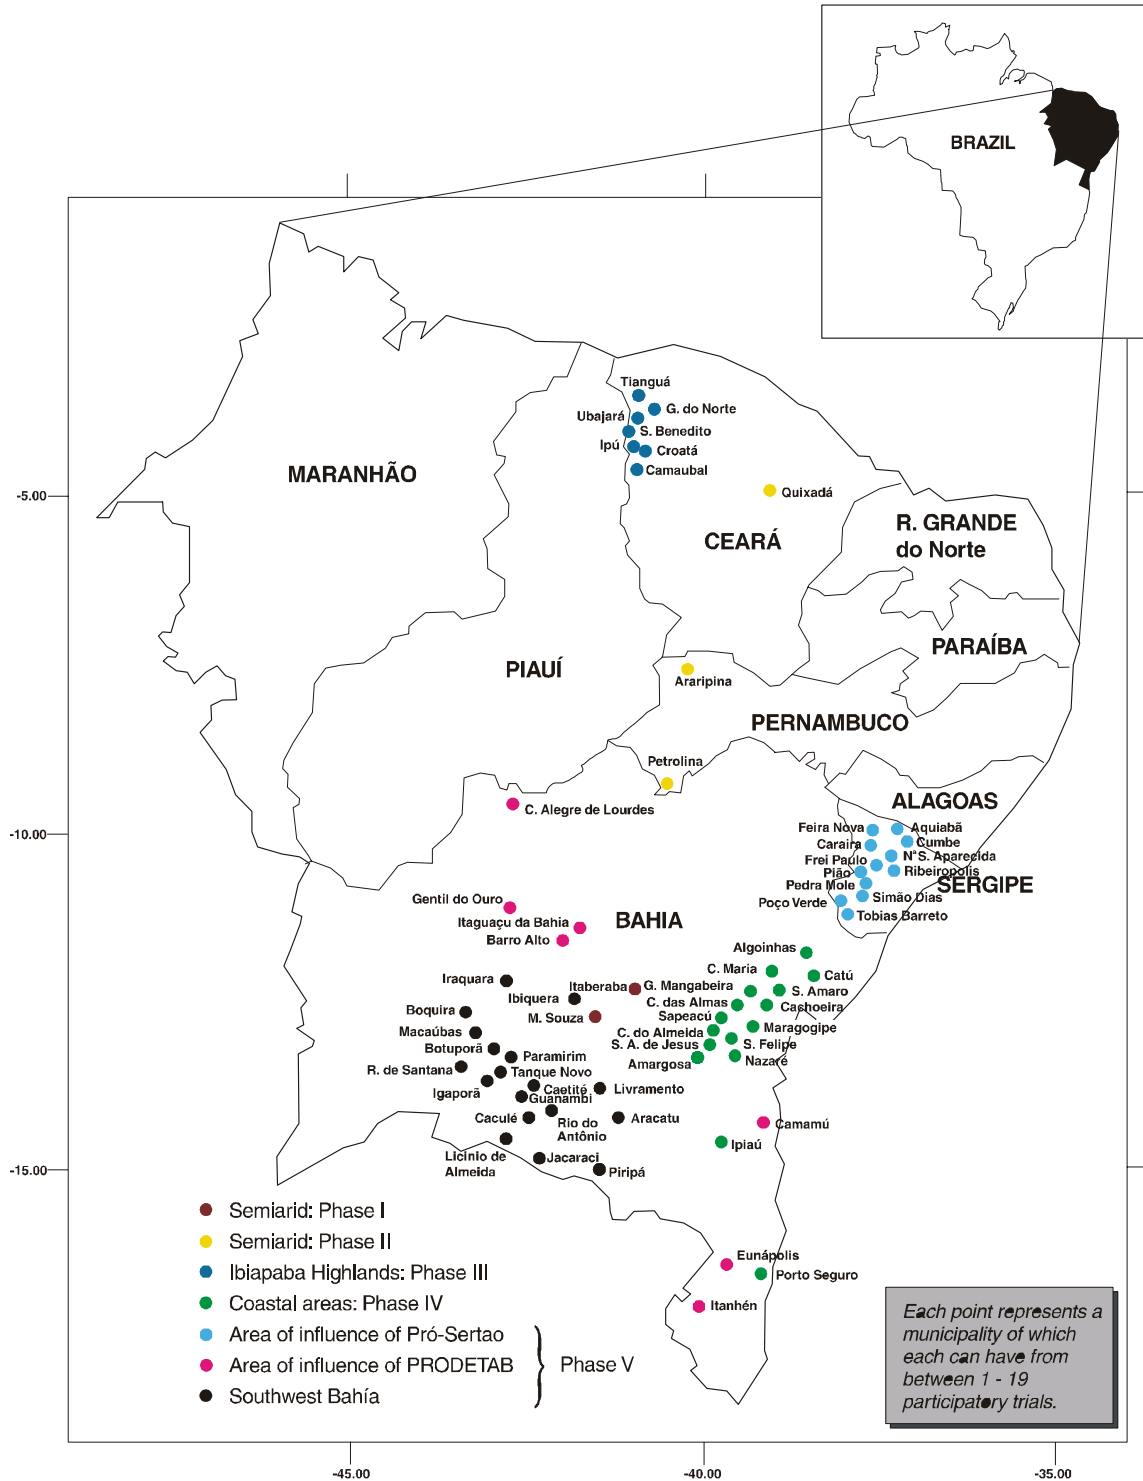 BRAZIL
Tianguá
G. do Norte
Ubajará
S. Benedito
Ipú
Croatá
Camaubal
MARANHÃO
-5.00
Quixadá
R. GRANDE
do Norte
CEARÁ
PARAÍBA
PIAUÍ
Araripina
PERNAMBUCO
Petrolina
C. Alegre de Lourdes
ALAGOAS
-10.00
Feira Nova
Aquiabã
Caraira
Cumbe
Frei Paulo
NªS. Aparecida
Pião
Ribeiropolis
Pedra Mole
SERGIPE
Poço Verde
Simão Dias
Tobias Barreto
Gentil do Ouro
Itaguaçu da Bahia
BAHIA
Barro Alto
Algoinhas
C. Maria
Catú
Iraquara
Itaberaba
G. Mangabeira
S. Amaro
Ibiquera
C. das Almas
Cachoeira
Boquira
M. Souza
Sapeacú
Maragogipe
Macaúbas
C. do Almeida
Botuporã
S. A. de Jesus
S. Felipe
Paramirim
Amargosa
Nazaré
R. de Santana
Tanque Novo
Igaporã
Caetité
Livramento
Guanambi
Caculé
Rio do
Antônio
Aracatu
Camamú
Ipiaú
Licinio de
Almeida
Jacaraci
Piripá
-15.00
Semiarid: Phase I
Semiarid: Phase II
Ibiapaba Highlands: Phase III
Coastal areas: Phase IV
Area of influence of Pró-Sertao
Area of influence of PRODETAB
Phase V
Southwest Bahía
Eunápolis
Porto Seguro
Itanhén
Each point represents a
municipality of which
each can have from
between 1 - 19
participatory trials.
-45.00
-40.00
-35.00